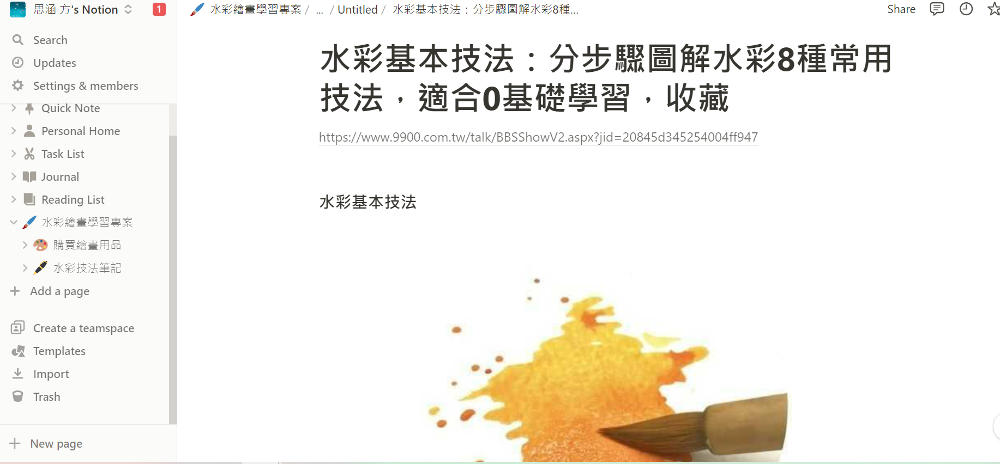 思涵 方's Notion
1
Search
Updates
Settings & members
Quick Note
Personal Home
Task List
Journal
Reading List
水彩繪畫學習專案
購買繪畫用品
水彩技法筆記
Add a page
Create a teamspace
Templates
Import
Trash
New page
水彩繪畫學習專案 / ... / Untitled / 水彩基本技法：分步驟圖解水彩8種...
Share
水彩基本技法：分步驟圖解水彩8種常用
技法，適合0基礎學習，收藏
https://www.9900.com.tw/talk/BBSShowV2.aspx?jid=20845d345254004ff947
水彩基本技法